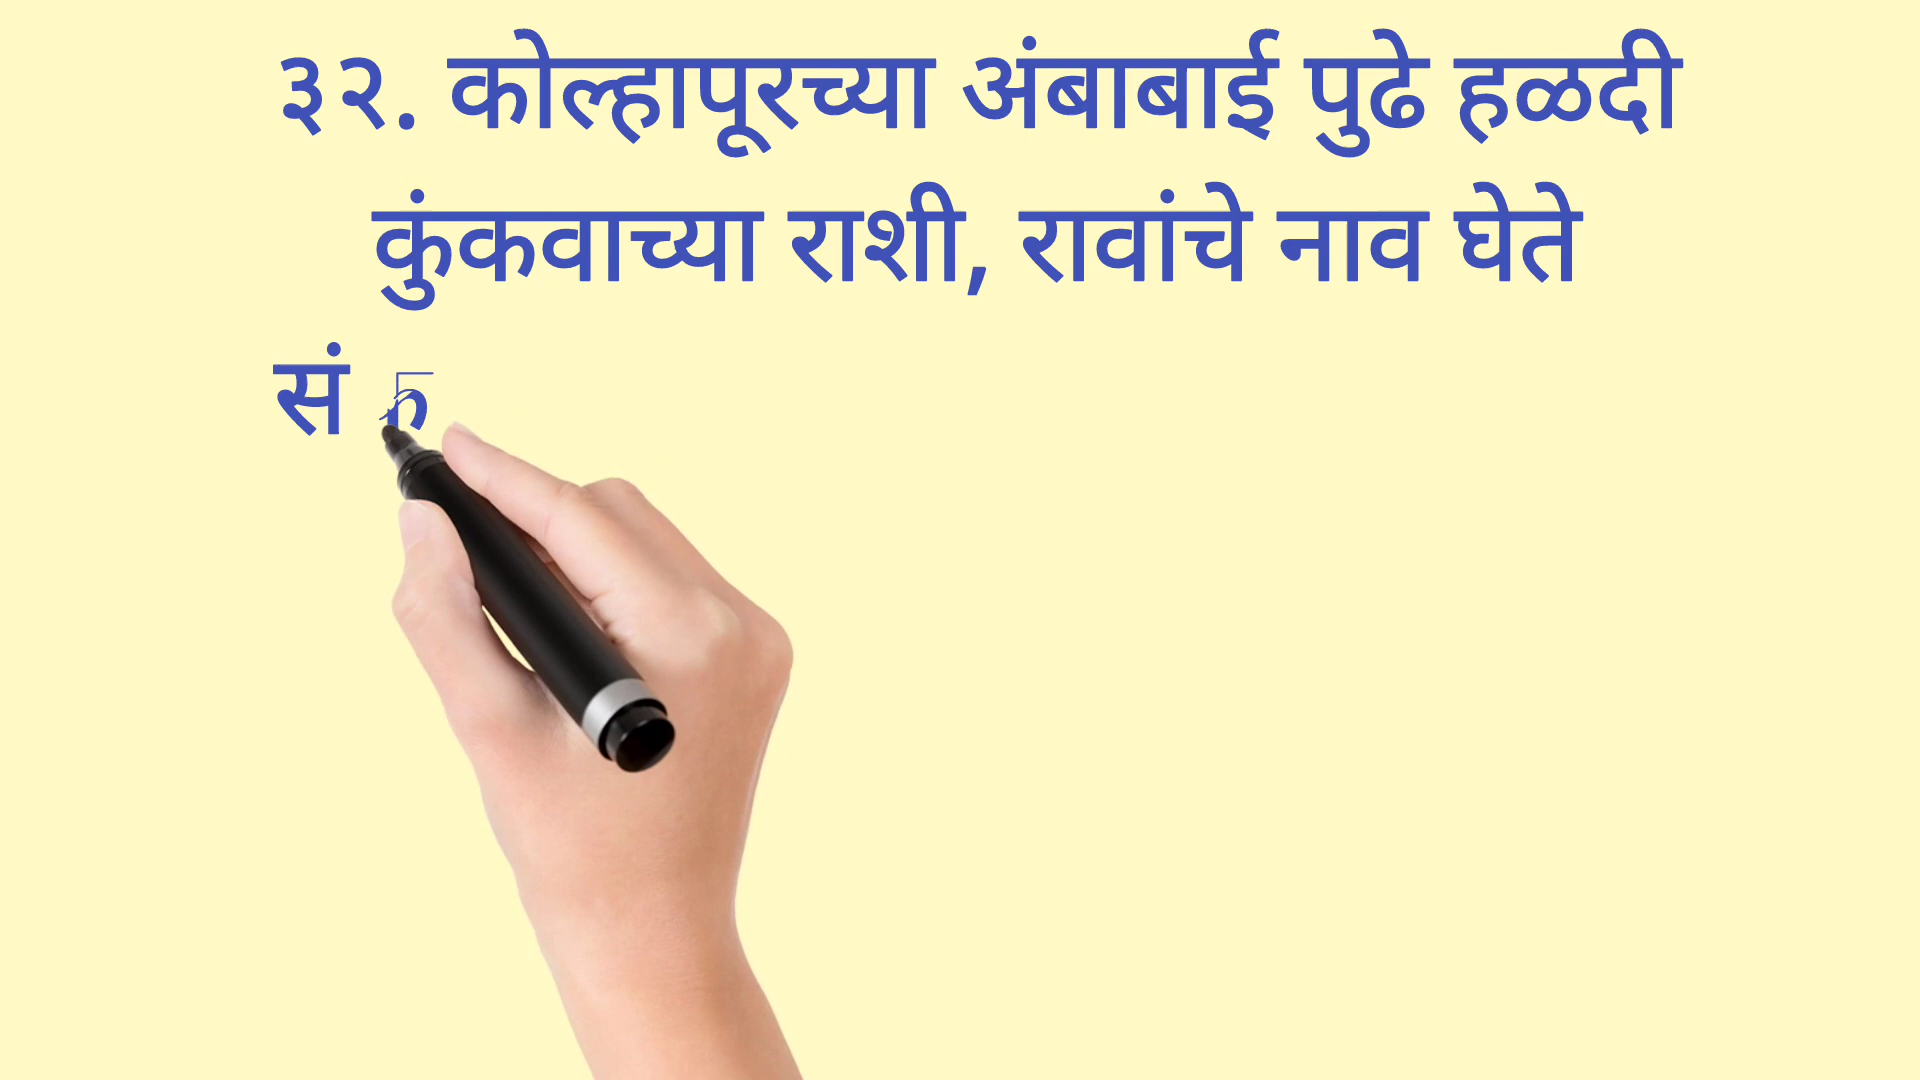 ३२. कोल्हापूरच्या अंबाबाई पुढे हळदी
कुंकवाच्या राशी, रावांचे नाव घेते
सं